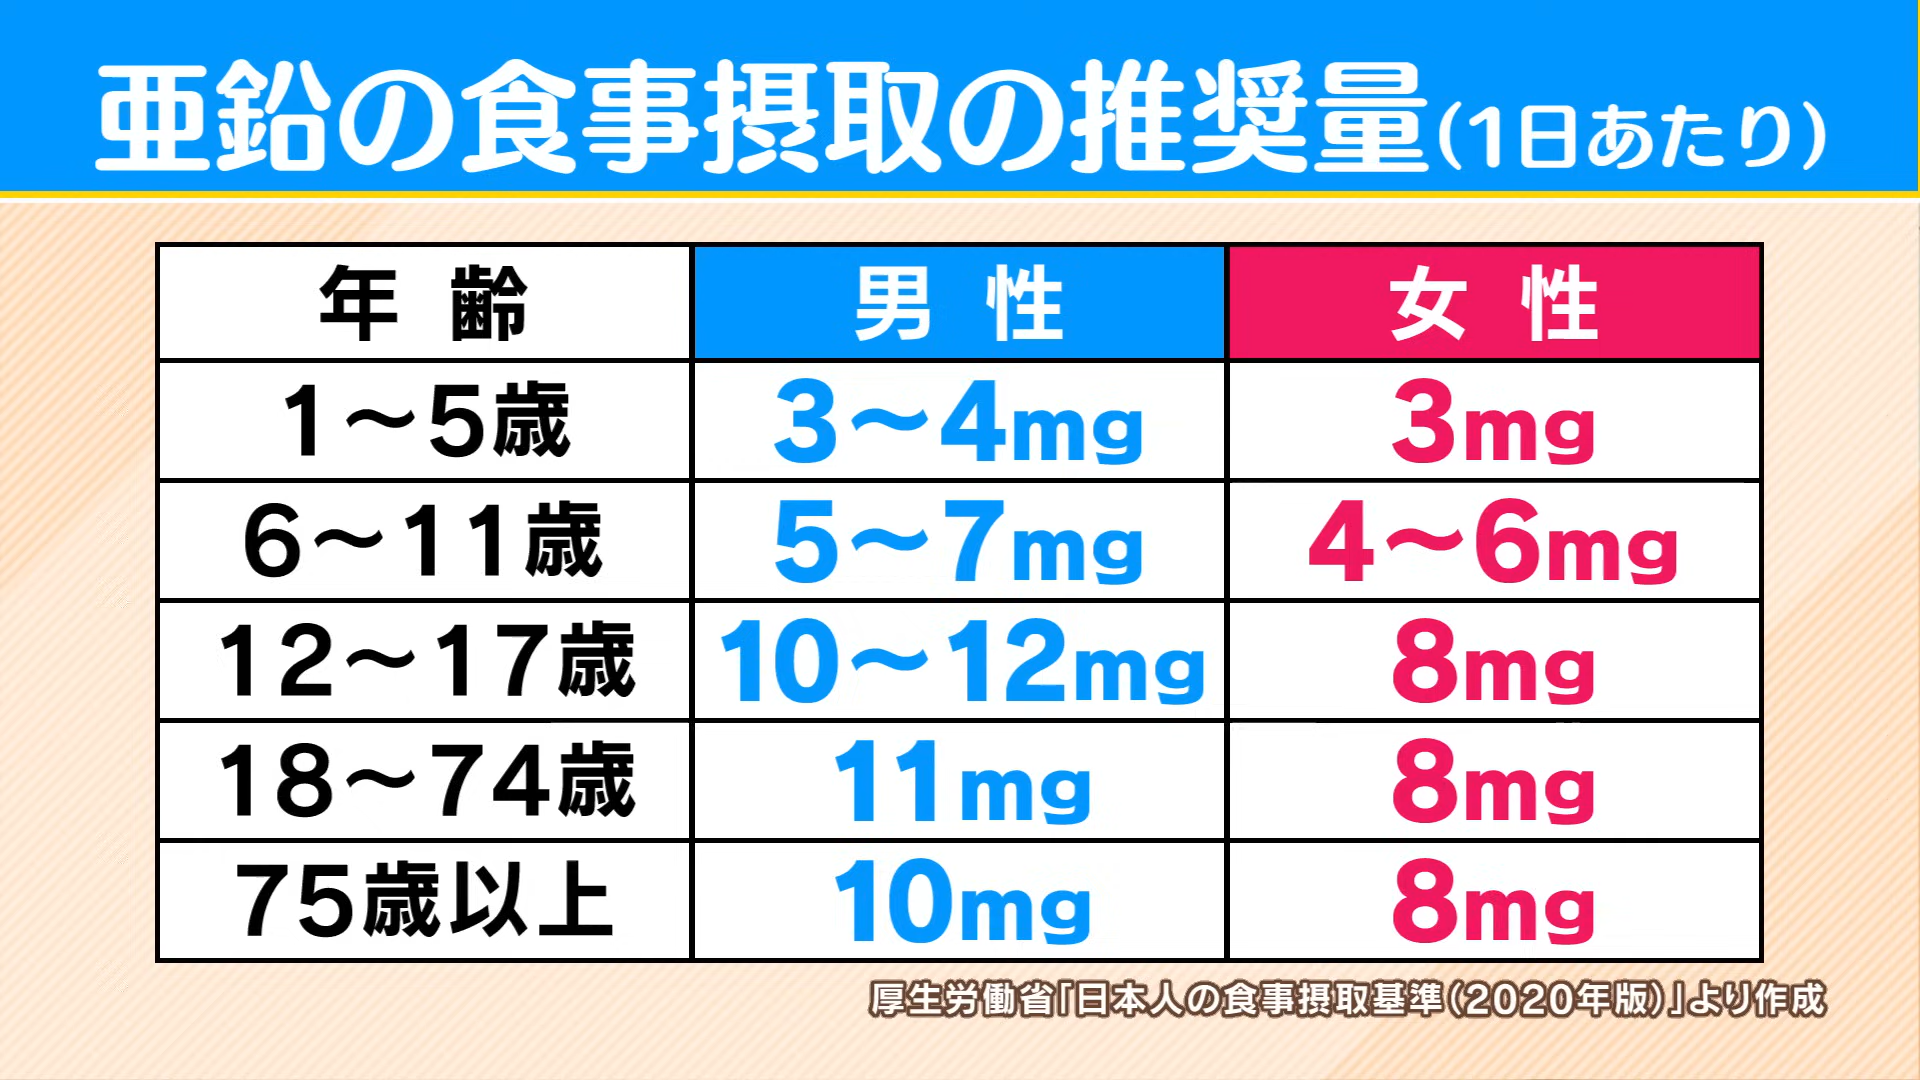 亜鉛の食事摂取の推奨量(1日あたり)
年齢 男性 女性
1～5歳 3～4mg 3mg
6～11歳 5～7mg 4～6mg
12～17歳 10～12mg 8mg
18～74歳 11mg 8mg
75歳以上 10mg 8mg
厚生労働省「日本人の食事摂取基準(2020年版)」より作成